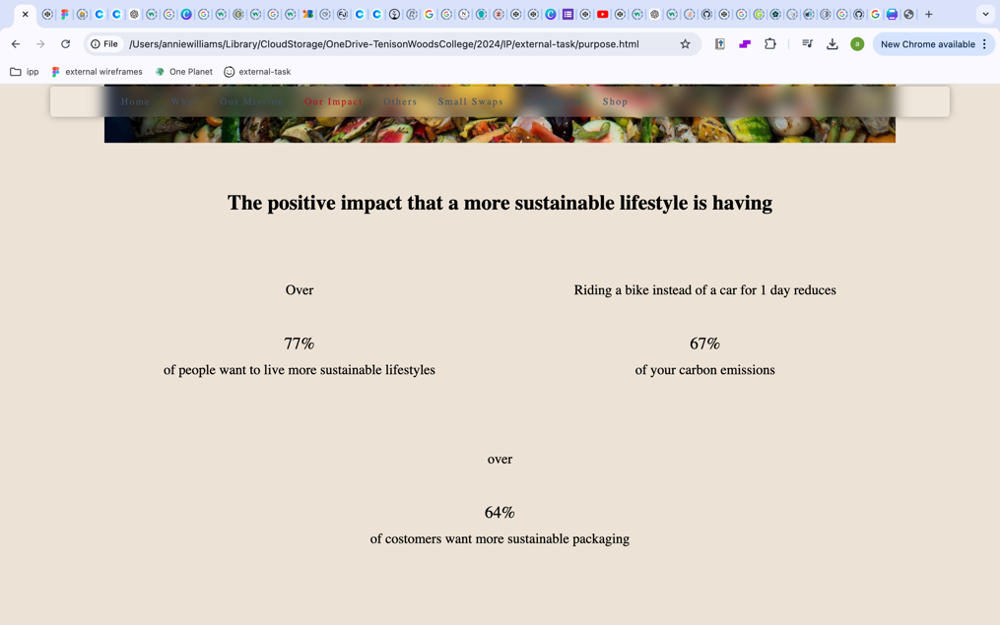 File
/Users/anniewilliams/Library/CloudStorage/OneDrive-TenisonWoodsCollege/2024/IP/external-task/purpose.html
a
New Chrome available
ipp
external wireframes
One Planet
external-task
Home
Our Mission
Our Impact
Others
Small Swaps
Shop
The positive impact that a more sustainable lifestyle is having
Over
77%
of people want to live more sustainable lifestyles
Riding a bike instead of a car for 1 day reduces
67%
of your carbon emissions
over
64%
of costomers want more sustainable packaging